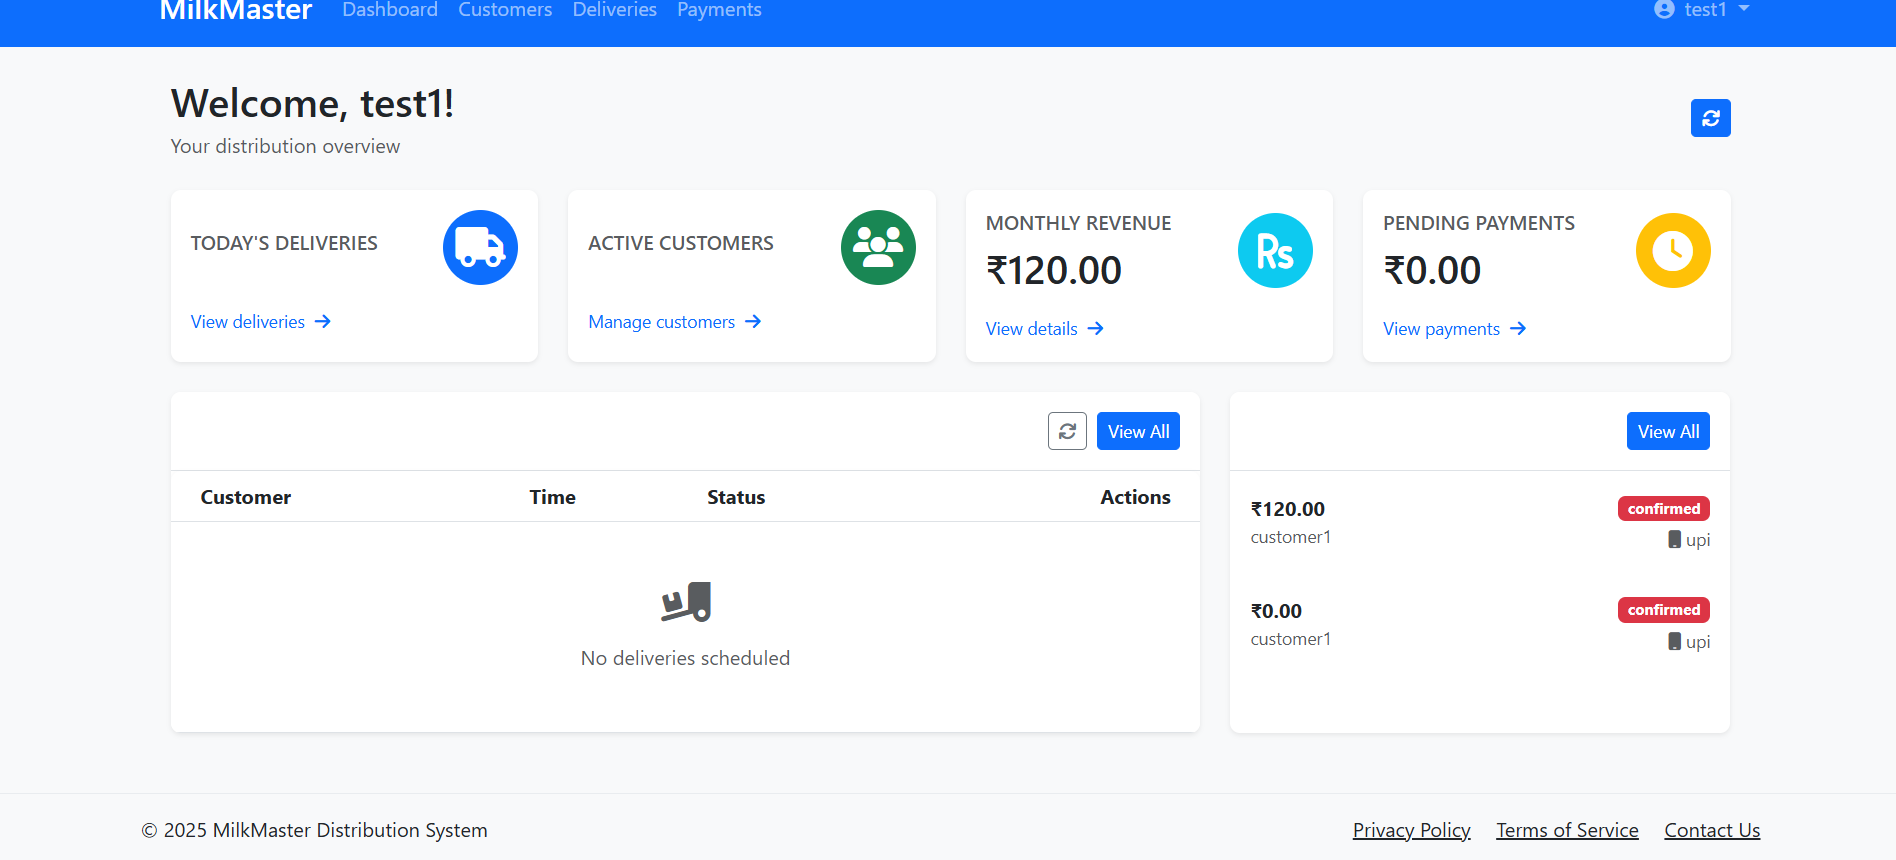 MilkMaster Dashboard Customers Deliveries Payments test1
Welcome, test1!
Your distribution overview
TODAY'S DELIVERIES
View deliveries
ACTIVE CUSTOMERS
Manage customers
MONTHLY REVENUE
₹120.00
Rs
View details
PENDING PAYMENTS
₹0.00
View payments
View All
Customer Time Status Actions
No deliveries scheduled
View All
₹120.00 confirmed
customer1 upi
₹0.00 confirmed
customer1 upi
© 2025 MilkMaster Distribution System Privacy Policy Terms of Service Contact Us